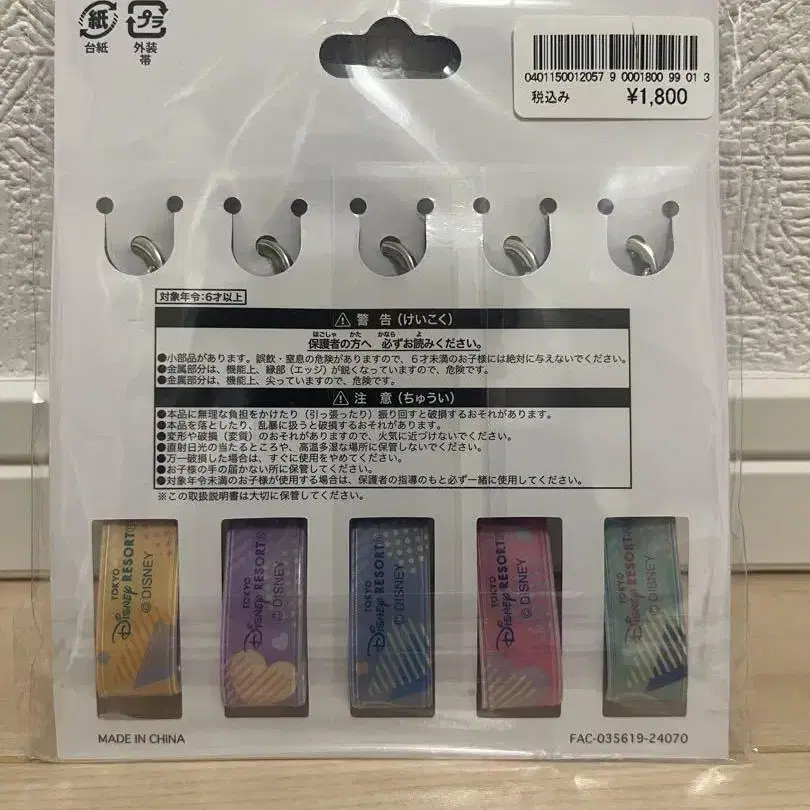 紙
プラ
台紙
外装
帯
0401150012057 9 0001800 99 01 3
税込み ¥1,800
対象年令:6才以上
⚠警 告(けいこく)
ほごしゃ かた かなら よ
保護者の方へ 必ずお読みください。
●小部品があります。誤飲・窒息の危険がありますので、6才未満のお子様には絶対に与えないでください。
●金属部分は、機能上、縁部(エッジ)が鋭くなっていますので、危険です。
●金属部分は、機能上、尖っていますので、危険です。
⚠注 意(ちゅうい)
●本品に無理な負担をかけたり(引っ張ったり)振り回すと破損するおそれがあります。
●本品を落としたり、乱暴に扱うと破損するおそれがあります。
●変形や破損(変質)のおそれがありますので、火気に近づけないでください。
●直射日光の当たるところや、高温多湿な場所に保管しないでください。
●万一破損した場合は、すぐに使用をやめてください。
●お子様の手の届かない所に保管してください。
●対象年令未満のお子様が使用する場合は、保護者の指導のもと必ず一緒に使用してください。
※この取扱説明書は大切に保管してください。
TOKYO
DISNEY RESORT
© DISNEY
TOKYO
DISNEY RESORT
© DISNEY
TOKYO
DISNEY RESORT
© DISNEY
TOKYO
DISNEY RESORT
© DISNEY
TOKYO
DISNEY RESORT
© DISNEY
MADE IN CHINA
FAC-035619-24070